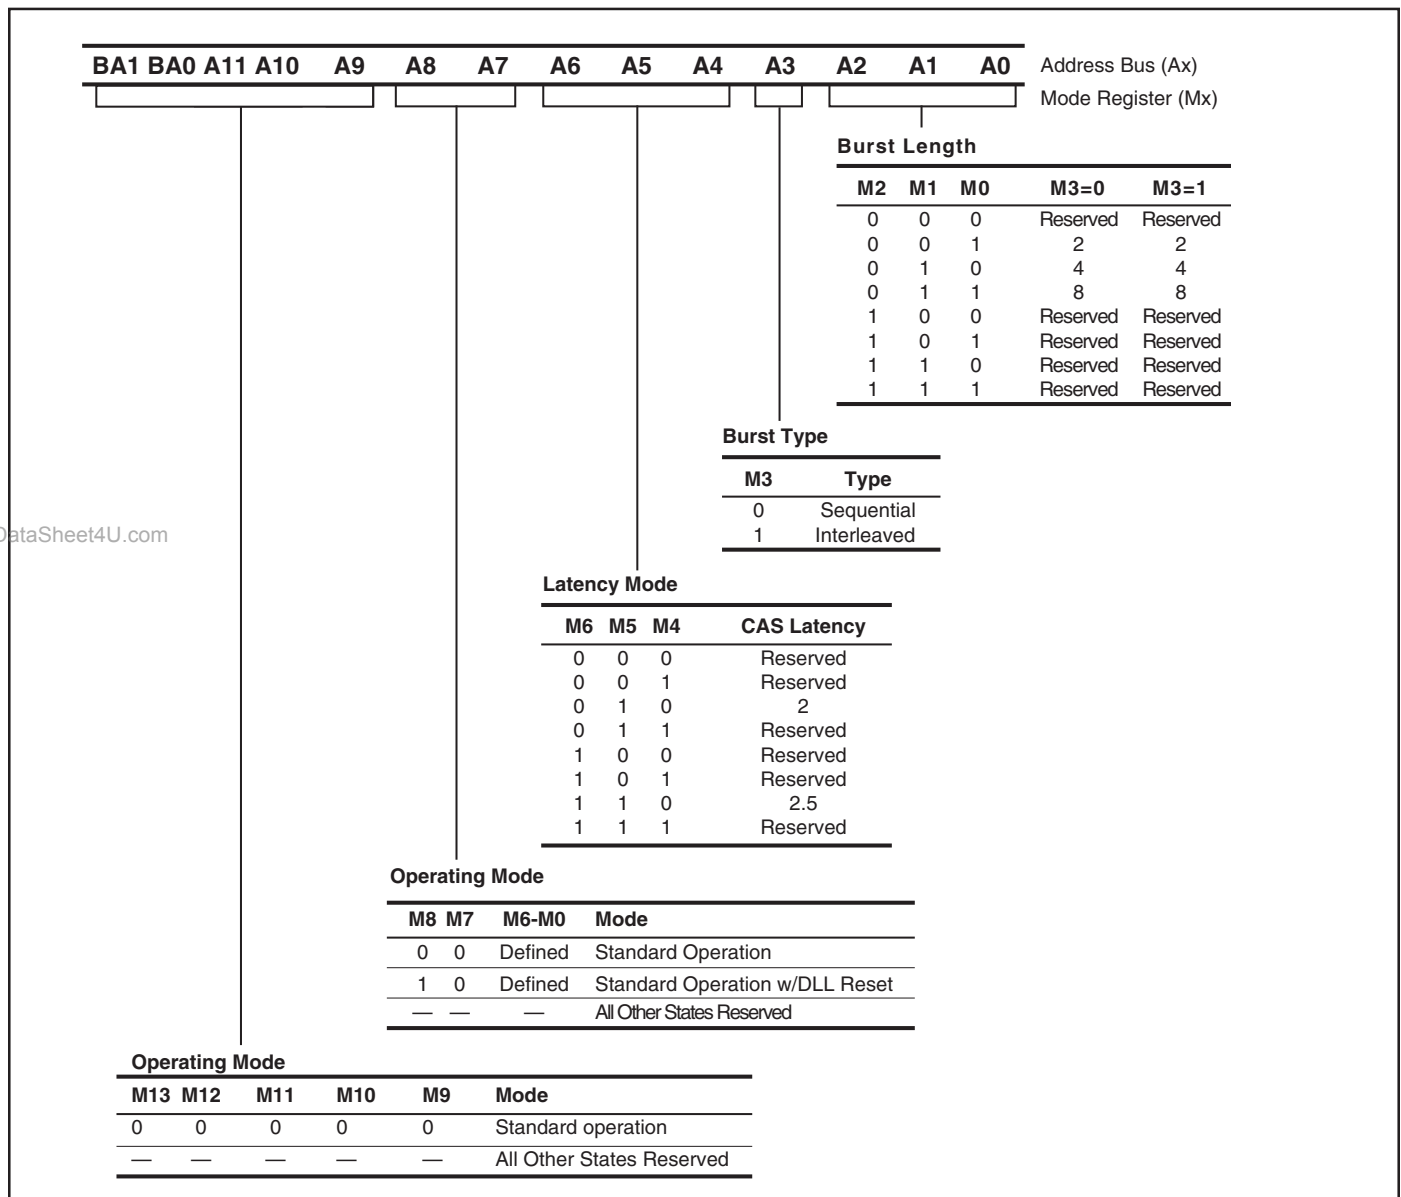 BA1 BA0 A11 A10 A9 A8 A7 A6 A5 A4 A3 A2 A1 A0 Address Bus (Ax)
Mode Register (Mx)
Burst Length
M2 M1 M0 M3=0 M3=1
0 0 0 Reserved Reserved
0 0 1 2 2
0 1 0 4 4
0 1 1 8 8
1 0 0 Reserved Reserved
1 0 1 Reserved Reserved
1 1 0 Reserved Reserved
1 1 1 Reserved Reserved
Burst Type
M3 Type
0 Sequential
1 Interleaved
DataSheet4U.com
Latency Mode
M6 M5 M4 CAS Latency
0 0 0 Reserved
0 0 1 Reserved
0 1 0 2
0 1 1 Reserved
1 0 0 Reserved
1 0 1 Reserved
1 1 0 2.5
1 1 1 Reserved
Operating Mode
M8 M7 M6-M0 Mode
0 0 Defined Standard Operation
1 0 Defined Standard Operation w/DLL Reset
— — — All Other States Reserved
Operating Mode
M13 M12 M11 M10 M9 Mode
0 0 0 0 0 Standard operation
— — — — — All Other States Reserved